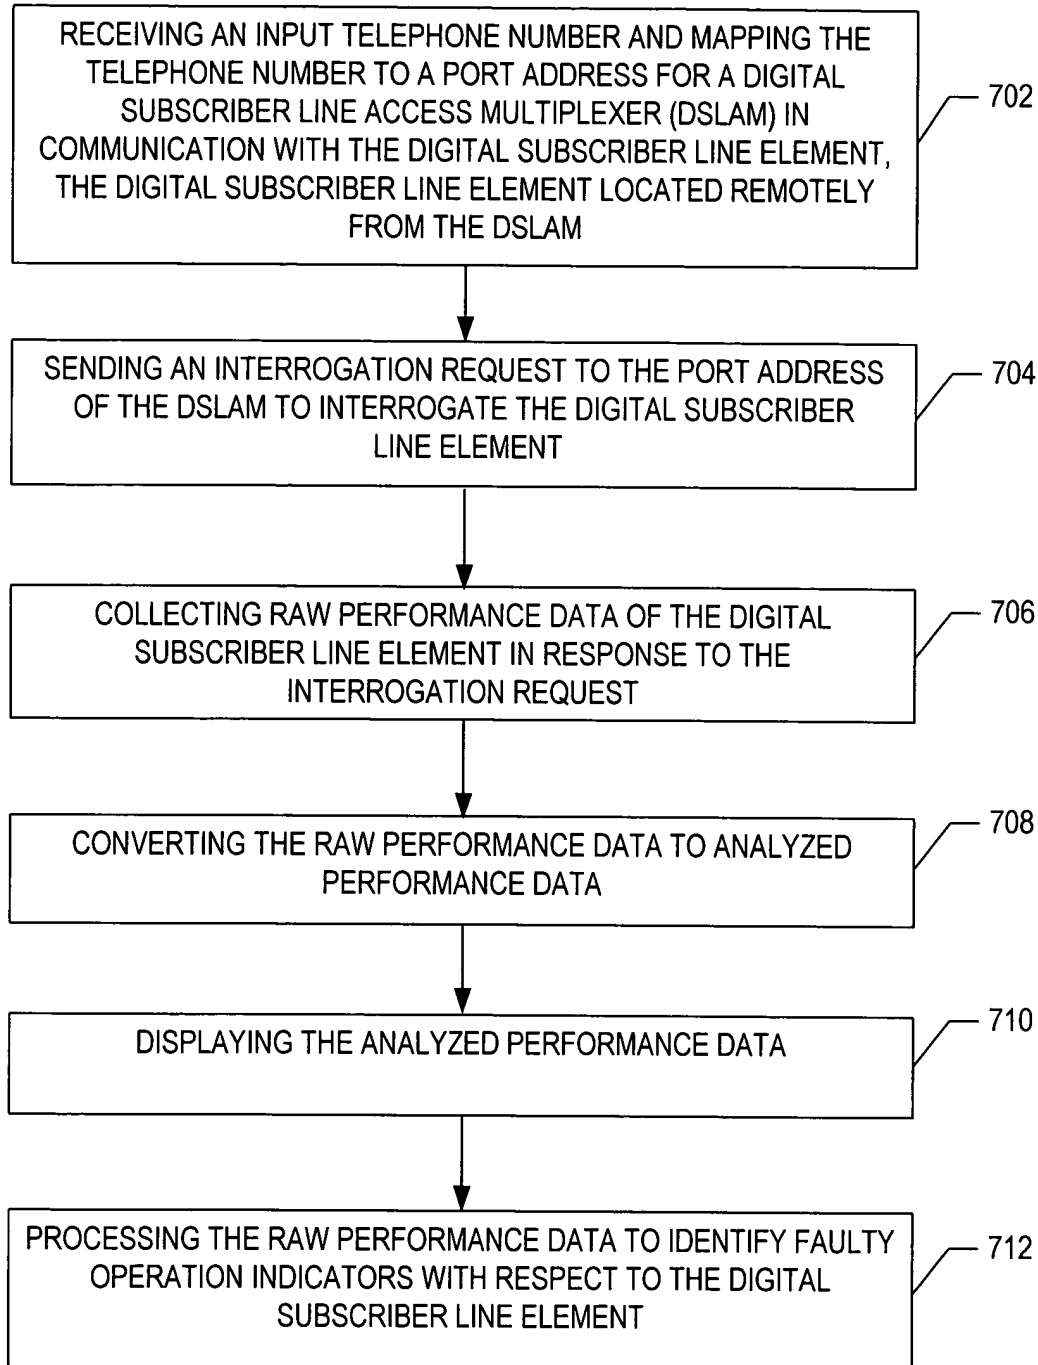 RECEIVING AN INPUT TELEPHONE NUMBER AND MAPPING THE
TELEPHONE NUMBER TO A PORT ADDRESS FOR A DIGITAL
SUBSCRIBER LINE ACCESS MULTIPLEXER (DSLAM) IN
COMMUNICATION WITH THE DIGITAL SUBSCRIBER LINE ELEMENT,
THE DIGITAL SUBSCRIBER LINE ELEMENT LOCATED REMOTELY
FROM THE DSLAM
702
SENDING AN INTERROGATION REQUEST TO THE PORT ADDRESS
OF THE DSLAM TO INTERROGATE THE DIGITAL SUBSCRIBER
LINE ELEMENT
704
COLLECTING RAW PERFORMANCE DATA OF THE DIGITAL
SUBSCRIBER LINE ELEMENT IN RESPONSE TO THE
INTERROGATION REQUEST
706
CONVERTING THE RAW PERFORMANCE DATA TO ANALYZED
PERFORMANCE DATA
708
DISPLAYING THE ANALYZED PERFORMANCE DATA
710
PROCESSING THE RAW PERFORMANCE DATA TO IDENTIFY FAULTY
OPERATION INDICATORS WITH RESPECT TO THE DIGITAL
SUBSCRIBER LINE ELEMENT
712